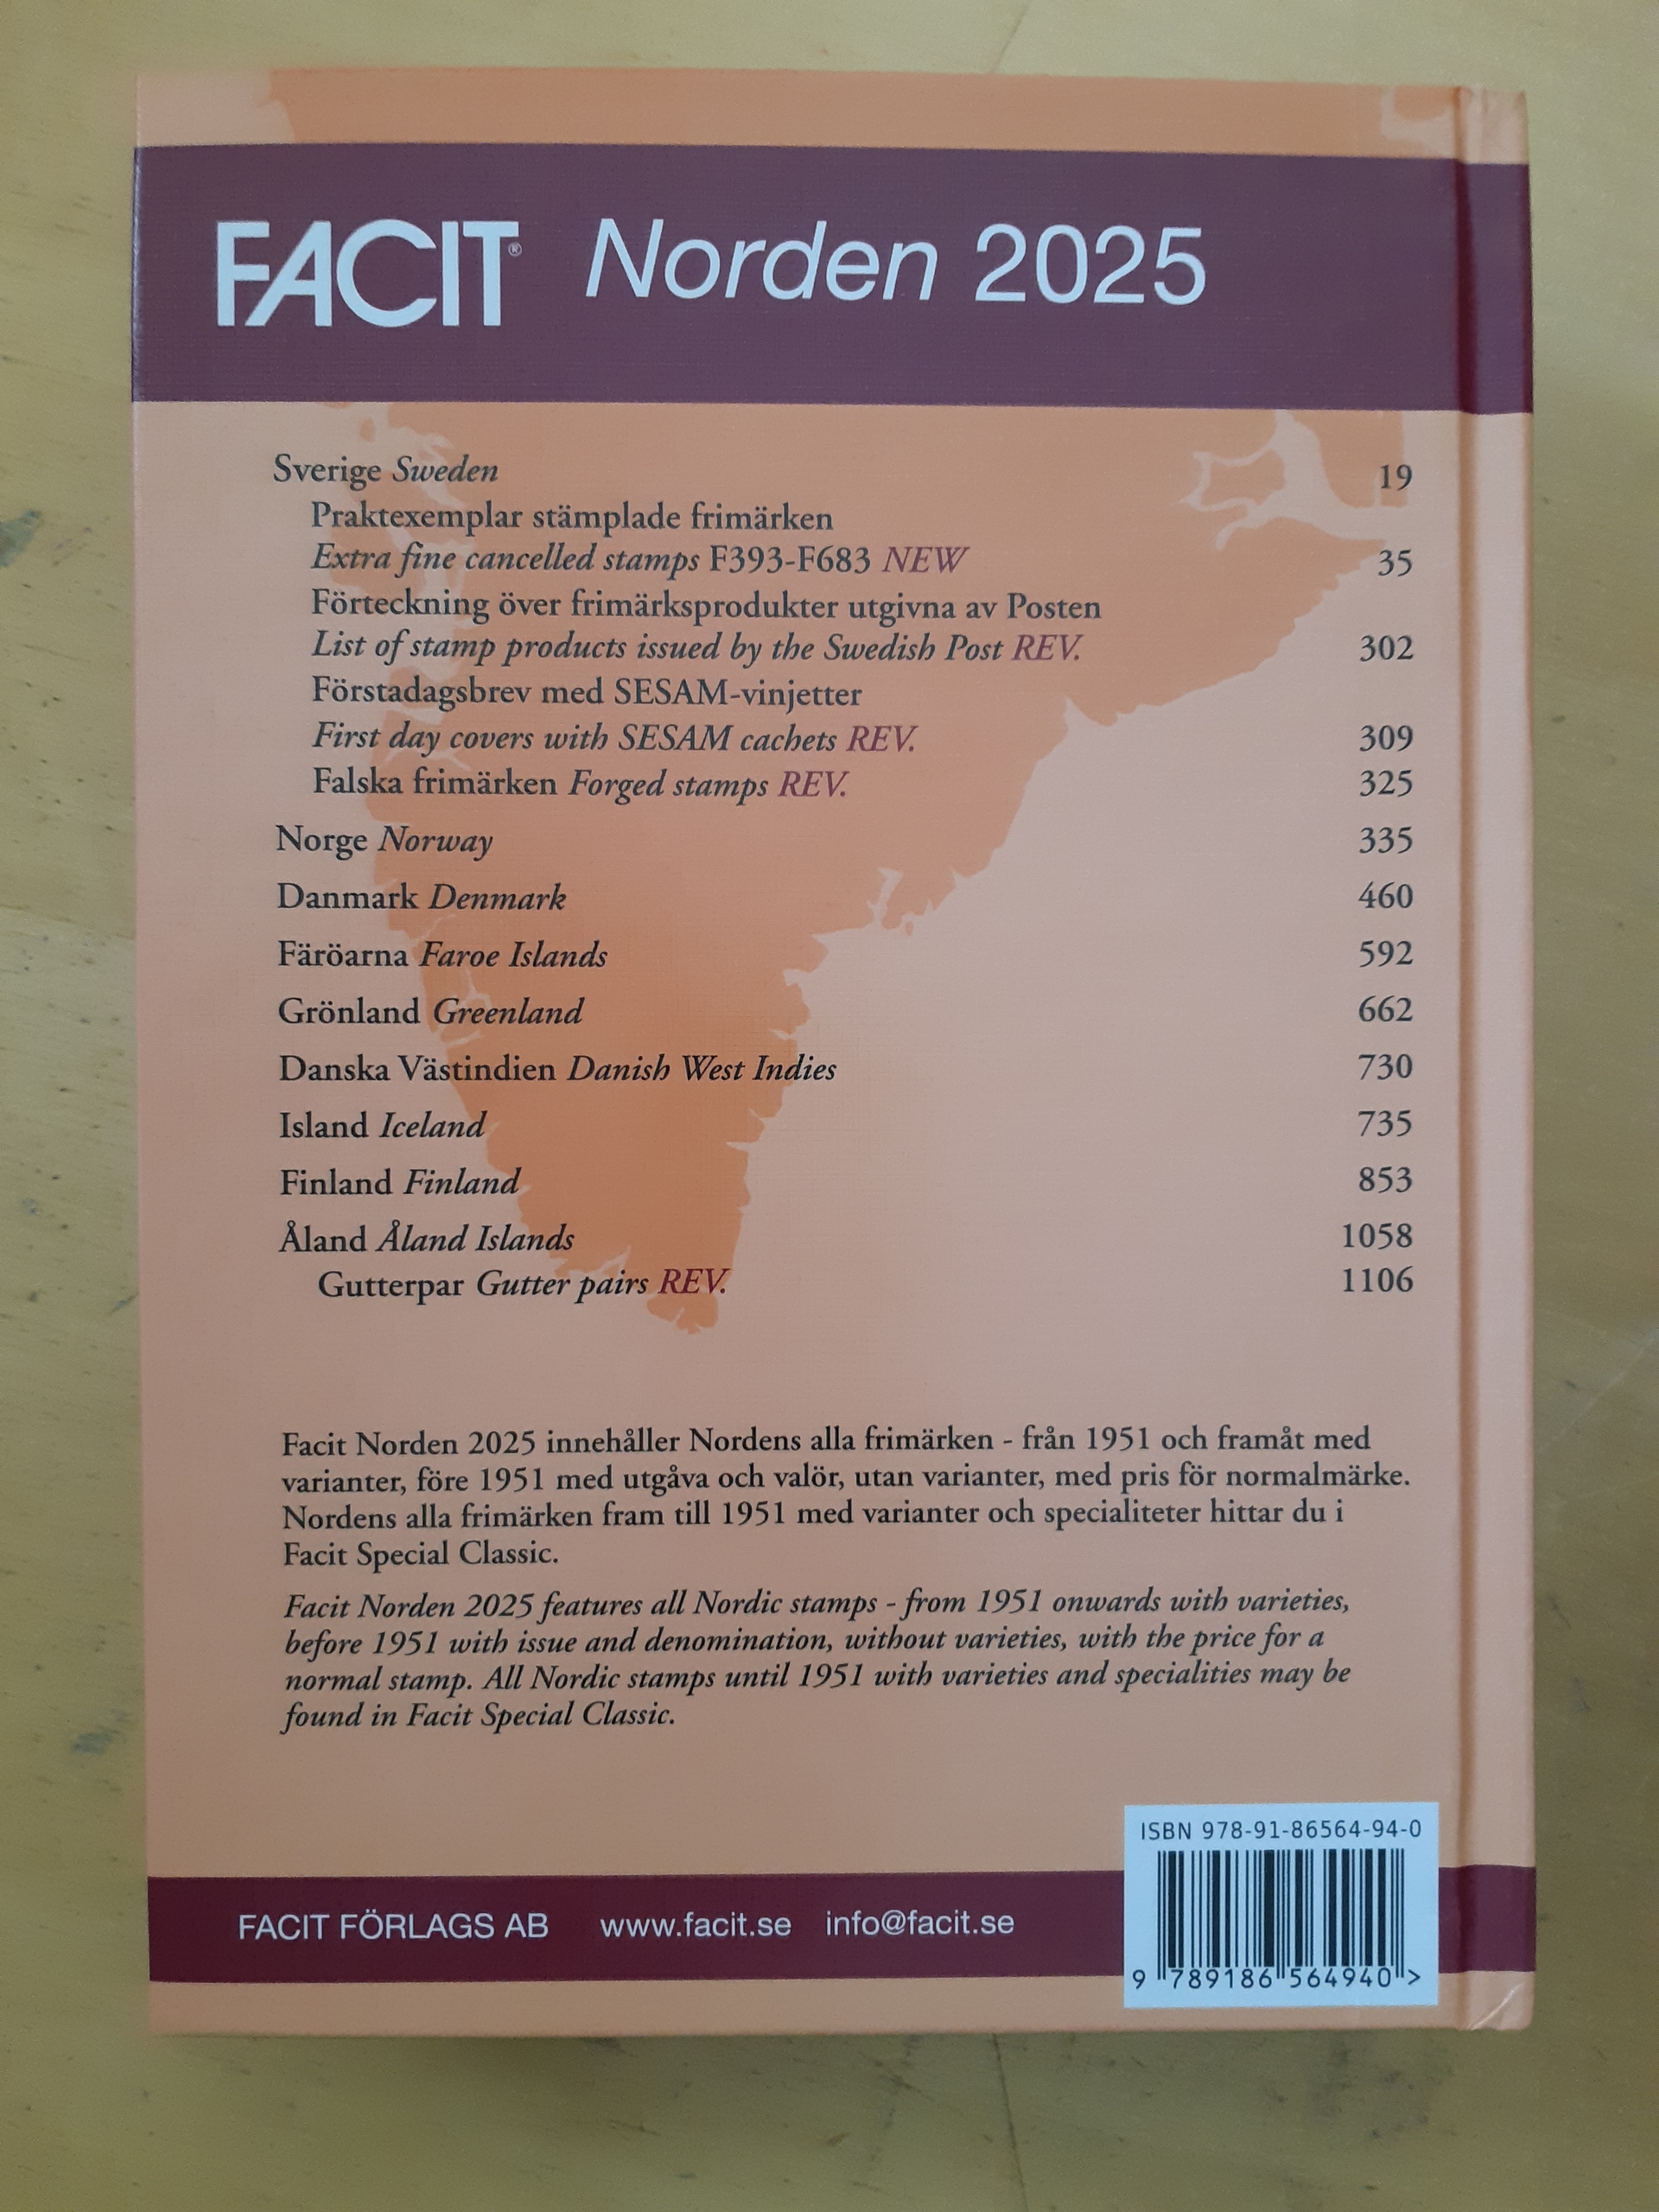 FACIT® Norden 2025
Sverige Sweden 19
Praktexemplar stämplade frimärken
Extra fine cancelled stamps F393-F683 NEW 35
Förteckning över frimärksprodukter utgivna av Posten
List of stamp products issued by the Swedish Post REV. 302
Förstadagsbrev med SESAM-vinjetter
First day covers with SESAM cachets REV. 309
Falska frimärken Forged stamps REV. 325
Norge Norway 335
Danmark Denmark 460
Färöarna Faroe Islands 592
Grönland Greenland 662
Danska Västindien Danish West Indies 730
Island Iceland 735
Finland Finland 853
Åland Åland Islands 1058
Gutterpar Gutter pairs REV. 1106
Facit Norden 2025 innehåller Nordens alla frimärken - från 1951 och framåt med
varianter, före 1951 med utgåva och valör, utan varianter, med pris för normalmärke.
Nordens alla frimärken fram till 1951 med varianter och specialiteter hittar du i
Facit Special Classic.
Facit Norden 2025 features all Nordic stamps - from 1951 onwards with varieties,
before 1951 with issue and denomination, without varieties, with the price for a
normal stamp. All Nordic stamps until 1951 with varieties and specialities may be
found in Facit Special Classic.
ISBN 978-91-86564-94-0
FACIT FÖRLAGS AB www.facit.se info@facit.se
9 789186 564940 >